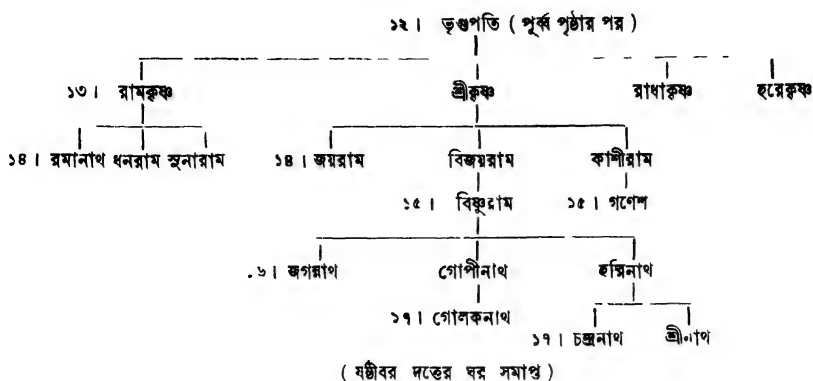 ১২। ভৃগুপতি ( পূর্ব্ব পৃষ্ঠার পর )
১৩। রামকৃষ্ণ শ্রীকৃষ্ণ রাধাকৃষ্ণ হরেকৃষ্ণ
১৪। রমানাথ ধনরাম সুনারাম ১৪। জয়রাম বিজয়রাম কাশীরাম
১৫। বিষ্ণুরাম ১৫। গণেশ
.৬। জগন্নাথ গোপীনাথ হরিনাথ
১৭। গোলকনাথ
১৭। চন্দ্রনাথ শ্রীনাথ
( ষষ্ঠীবর দত্তের ঘর সমাপ্ত )